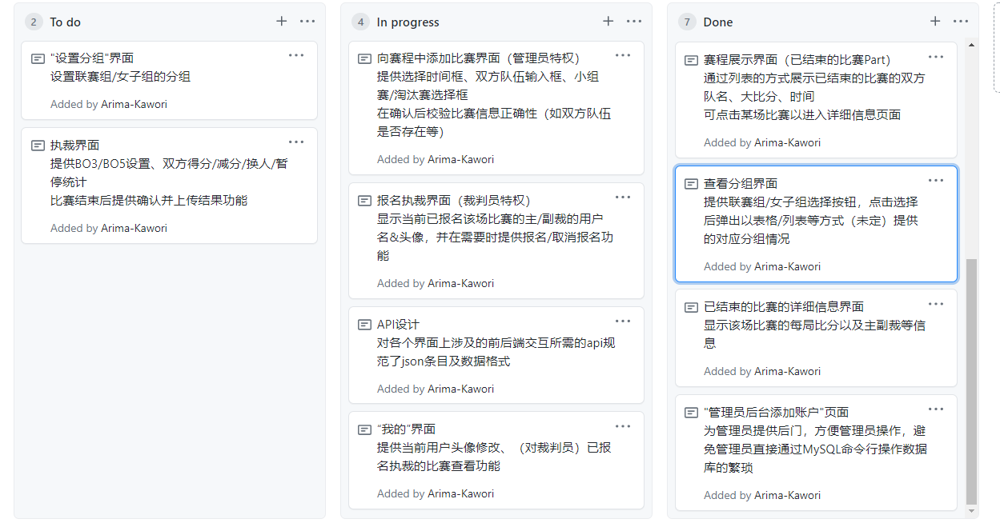 2 To do
"设置分组"界面
设置联赛组/女子组的分组
Added by Arima-Kawori
执裁界面
提供BO3/BO5设置、双方得分/减分/换人/暂
停统计
比赛结束后提供确认并上传结果功能
Added by Arima-Kawori
4 In progress
向赛程中添加比赛界面（管理员特权）
提供选择时间框、双方队伍输入框、小组
赛/淘汰赛选择框
在确认后校验比赛信息正确性（如双方队伍
是否存在等）
Added by Arima-Kawori
报名执裁界面（裁判员特权）
显示当前已报名该场比赛的主/副裁的用户
名&头像，并在需要时提供报名/取消报名功
能
Added by Arima-Kawori
API设计
对各个界面上涉及的前后端交互所需的api规
范了json条目及数据格式
Added by Arima-Kawori
“我的”界面
提供当前用户头像修改、（对裁判员）已报
名执裁的比赛查看功能
Added by Arima-Kawori
7 Done
赛程展示界面（已结束的比赛Part）
通过列表的方式展示已结束的比赛的双方
队名、大比分、时间
可点击某场比赛以进入详细信息页面
Added by Arima-Kawori
查看分组界面
提供联赛组/女子组选择按钮，点击选择
后弹出以表格/列表等方式（未定）提供
的对应分组情况
Added by Arima-Kawori
已结束的比赛的详细信息界面
显示该场比赛的每局比分以及主副裁等信
息
Added by Arima-Kawori
"管理员后台添加账户"页面
为管理员提供后门，方便管理员操作，避
免管理员直接通过MySQL命令行操作数据
库的繁琐
Added by Arima-Kawori